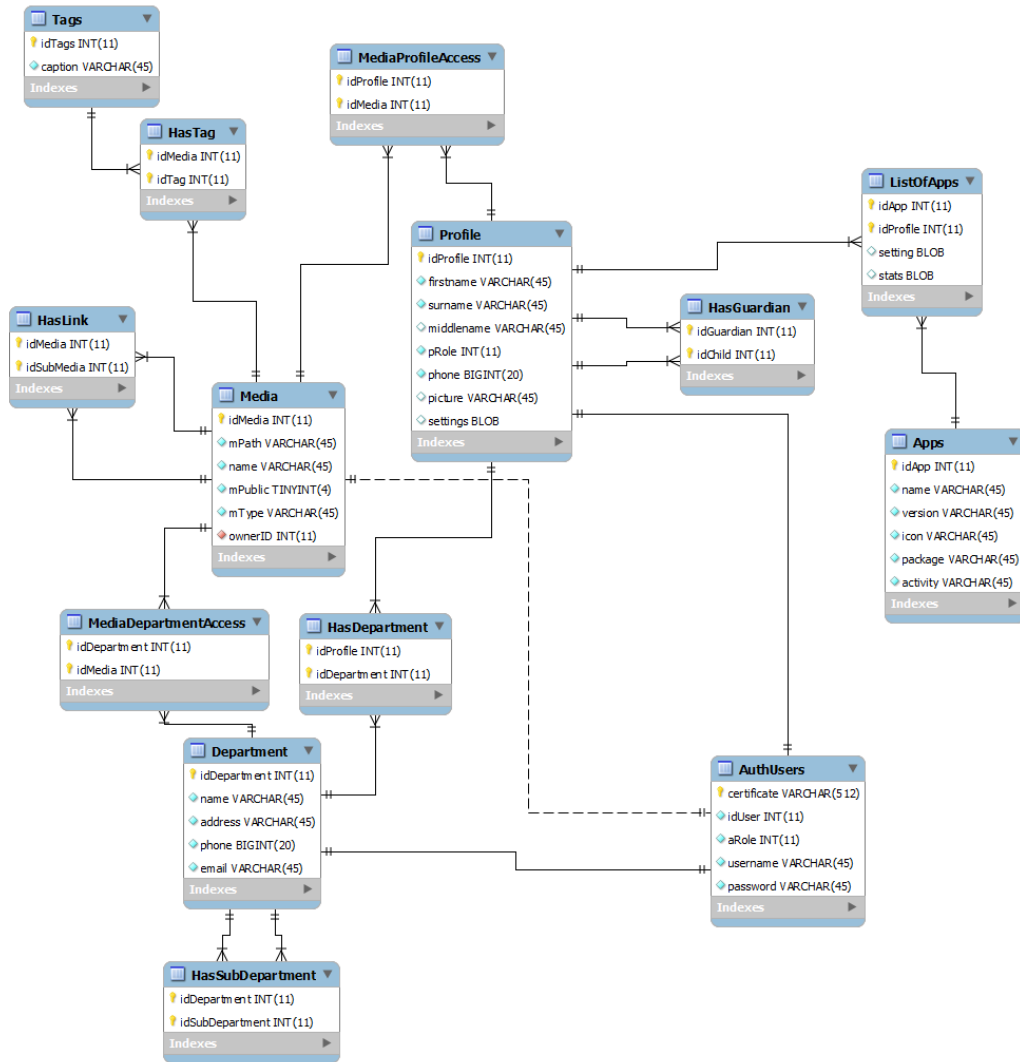 Tags
idTags INT(11)
caption VARCHAR(45)
Indexes
MediaProfileAccess
idProfile INT(11)
idMedia INT(11)
Indexes
HasTag
idMedia INT(11)
idTag INT(11)
Indexes
ListOfApps
idApp INT(11)
idProfile INT(11)
setting BLOB
stats BLOB
Indexes
Profile
idProfile INT(11)
firstname VARCHAR(45)
surname VARCHAR(45)
middlename VARCHAR(45)
pRole INT(11)
phone BIGINT(20)
picture VARCHAR(45)
settings BLOB
Indexes
HasGuardian
idGuardian INT(11)
idChild INT(11)
Indexes
HasLink
idMedia INT(11)
idSubMedia INT(11)
Indexes
Media
idMedia INT(11)
mPath VARCHAR(45)
name VARCHAR(45)
mPublic TINYINT(4)
mType VARCHAR(45)
ownerID INT(11)
Indexes
Apps
idApp INT(11)
name VARCHAR(45)
version VARCHAR(45)
icon VARCHAR(45)
package VARCHAR(45)
activity VARCHAR(45)
Indexes
MediaDepartmentAccess
idDepartment INT(11)
idMedia INT(11)
Indexes
HasDepartment
idProfile INT(11)
idDepartment INT(11)
Indexes
Department
idDepartment INT(11)
name VARCHAR(45)
address VARCHAR(45)
phone BIGINT(20)
email VARCHAR(45)
Indexes
AuthUsers
certificate VARCHAR(512)
idUser INT(11)
aRole INT(11)
username VARCHAR(45)
password VARCHAR(45)
Indexes
HasSubDepartment
idDepartment INT(11)
idSubDepartment INT(11)
Indexes